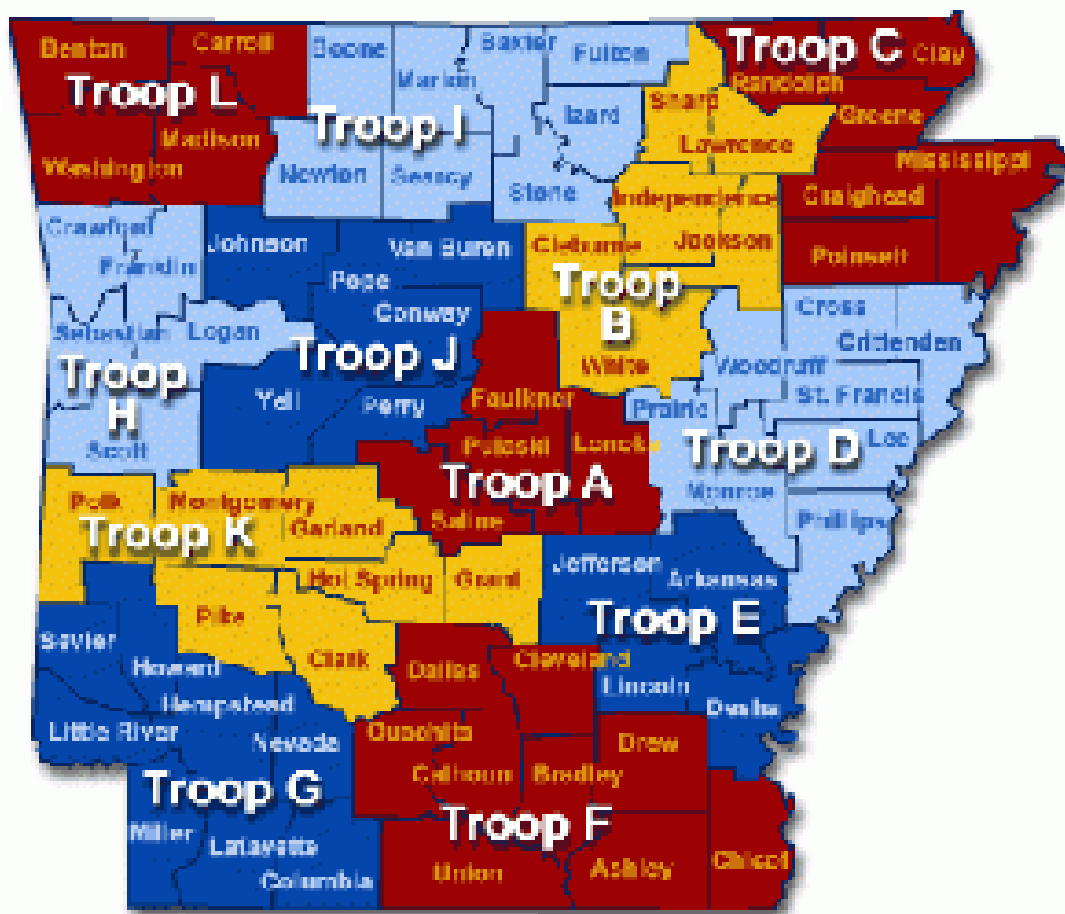 Benton
Carroll
Boone
Baxter
Fulton
Troop C
Clay
Troop L
Marion
Randolph
Sharp
Izard
Greene
Troop I
Madison
Lawrence
Washington
Newton
Searcy
Stone
Mississippi
Independence
Craighead
Crawford
Johnson
Van Buren
Cleburne
Jackson
Poinsett
Franklin
Pope
Troop
B
Conway
Cross
Sebastian
Logan
Crittenden
Troop
H
Troop J
White
Woodruff
St. Francis
Yell
Perry
Faulkner
Prairie
Scott
Pulaski
Lonoke
Troop D
Lee
Troop A
Monroe
Polk
Montgomery
Garland
Saline
Phillips
Troop K
Hot Spring
Grant
Jefferson
Arkansas
Pike
Troop E
Sevier
Howard
Clark
Dallas
Cleveland
Lincoln
Desha
Hempstead
Little River
Nevada
Ouachita
Drew
Calhoun
Bradley
Troop G
Miller
Troop F
Lafayette
Columbia
Union
Ashley
Chicot